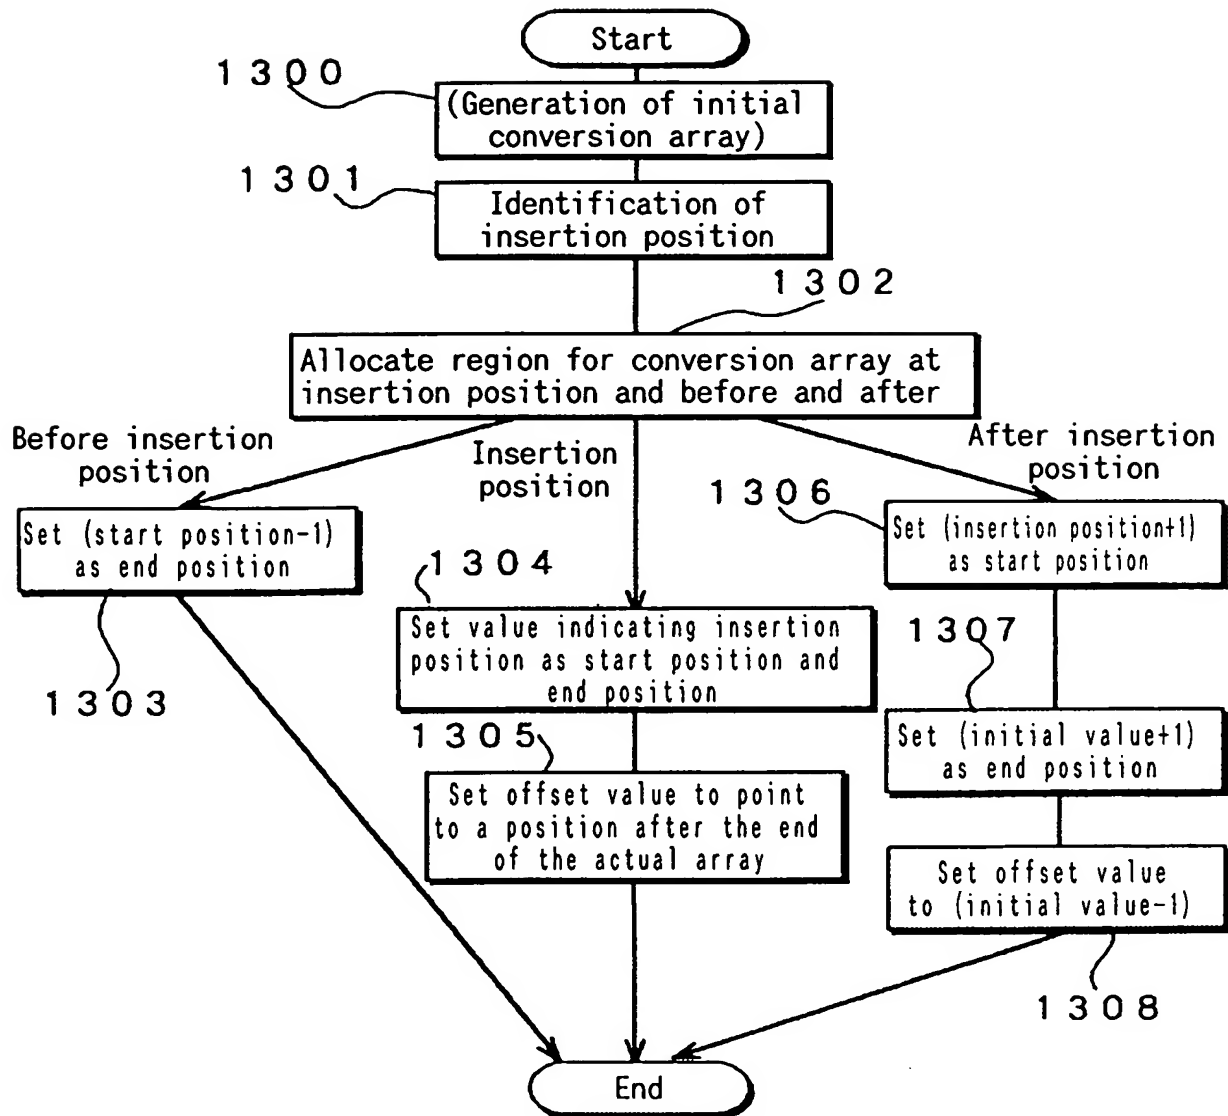 Start
1300
(Generation of initial
conversion array)
1301
Identification of
insertion position
1302
Allocate region for conversion array at
insertion position and before and after
Before insertion
position
Insertion
position
After insertion
position
Set (start position-1)
as end position
1303
1304
Set value indicating insertion
position as start position and
end position
1305
Set offset value to point
to a position after the end
of the actual array
1306
Set (insertion position+1)
as start position
1307
Set (initial value+1)
as end position
Set offset value
to (initial value-1)
1308
End